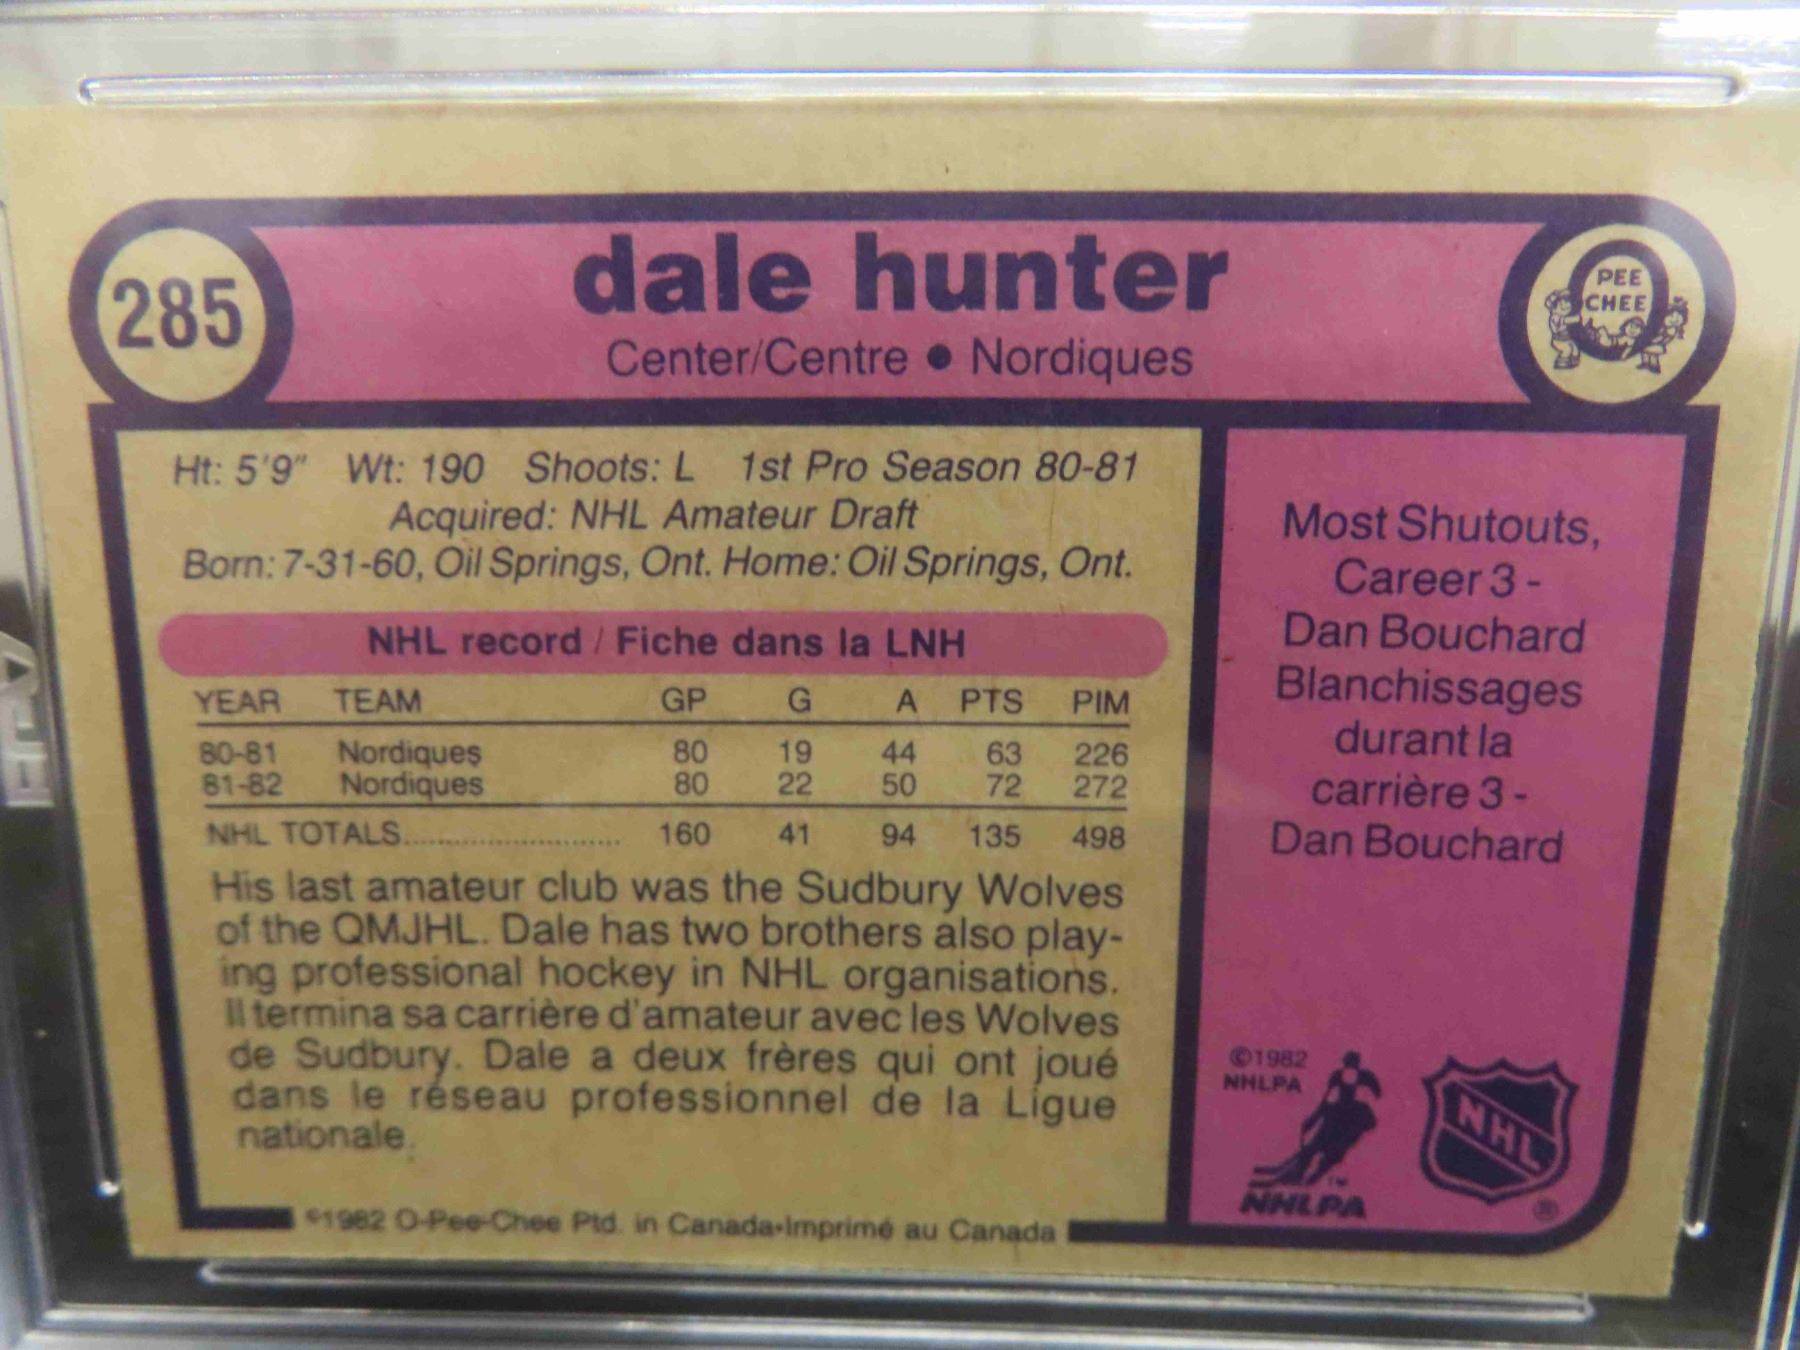 285
dale hunter
Center/Centre • Nordiques
PEE
CHEE
Ht: 5'9" Wt: 190 Shoots: L 1st Pro Season 80-81
Acquired: NHL Amateur Draft
Born: 7-31-60, Oil Springs, Ont. Home: Oil Springs, Ont.
NHL record / Fiche dans la LNH
YEAR TEAM GP G A PTS PIM
80-81 Nordiques 80 19 44 63 226
81-82 Nordiques 80 22 50 72 272
NHL TOTALS.......................... 160 41 94 135 498
His last amateur club was the Sudbury Wolves
of the QMJHL. Dale has two brothers also play-
ing professional hockey in NHL organisations.
Il termina sa carrière d'amateur avec les Wolves
de Sudbury. Dale a deux frères qui ont joué
dans le réseau professionnel de la Ligue
nationale.
©1982 O-Pee-Chee Ptd. in Canada•Imprimé au Canada
Most Shutouts,
Career 3 -
Dan Bouchard
Blanchissages
durant la
carrière 3 -
Dan Bouchard
©1982
NHLPA
TM
NHLPA
NHL
®